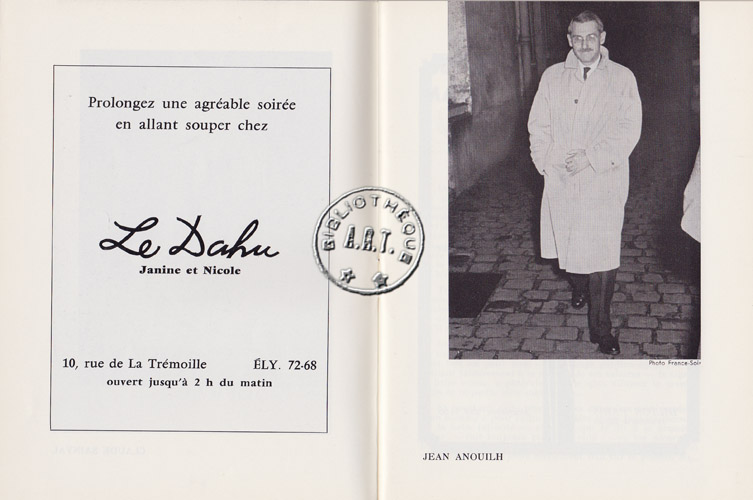 Prolongez une agréable soirée
en allant souper chez
Le Dahu
Janine et Nicole
10, rue de La Trémoille ÉLY. 72-68
ouvert jusqu'à 2 h du matin
BIBLIOTHÈQUE
A.R.T.
Photo France-Soir
JEAN ANOUILH